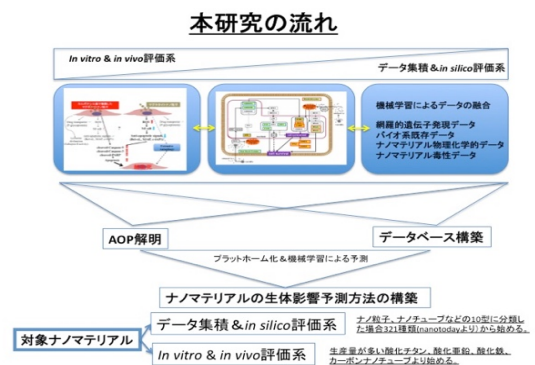 本研究の流れ
In vitro & in vivo評価系
データ集積&in silico評価系
機械学習によるデータの融合
網羅的遺伝子発現データ
バイオ系既存データ
ナノマテリアル物理化学的データ
ナノマテリアル毒性データ
AOP解明
データベース構築
プラットホーム化&機械学習による予測
ナノマテリアルの生体影響予測方法の構築
対象ナノマテリアル
データ集積&in silico評価系
ナノ粒子、ナノチューブなどの10型に分類し
た場合321種類(nanotodayより)から始める。
In vitro & in vivo評価系
生産量が多い酸化チタン、酸化亜鉛、酸化鉄、
カーボンナノチューブより始める。